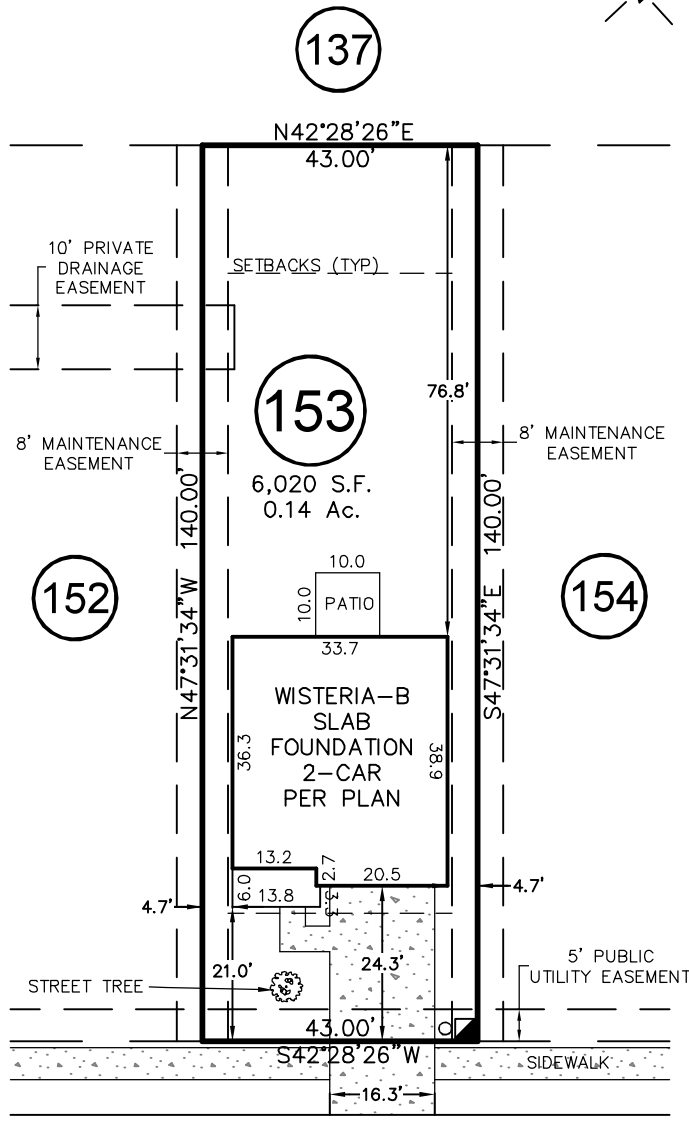 137
N42°28'26"E
43.00'
10' PRIVATE
DRAINAGE
EASEMENT
SETBACKS (TYP)
153
76.8'
8' MAINTENANCE
EASEMENT
8' MAINTENANCE
EASEMENT
6,020 S.F.
0.14 Ac.
N47°31'34"W 140.00'
S47°31'34"E 140.00'
152
154
10.0
10.0
PATIO
33.7
WISTERIA-B
SLAB
FOUNDATION
2-CAR
PER PLAN
36.3
38.9
13.2
2.7
20.5
6.0
13.8
3.3
4.7'
4.7'
21.0'
24.3'
STREET TREE
5' PUBLIC
UTILITY EASEMENT
43.00'
S42°28'26"W
SIDEWALK
16.3'